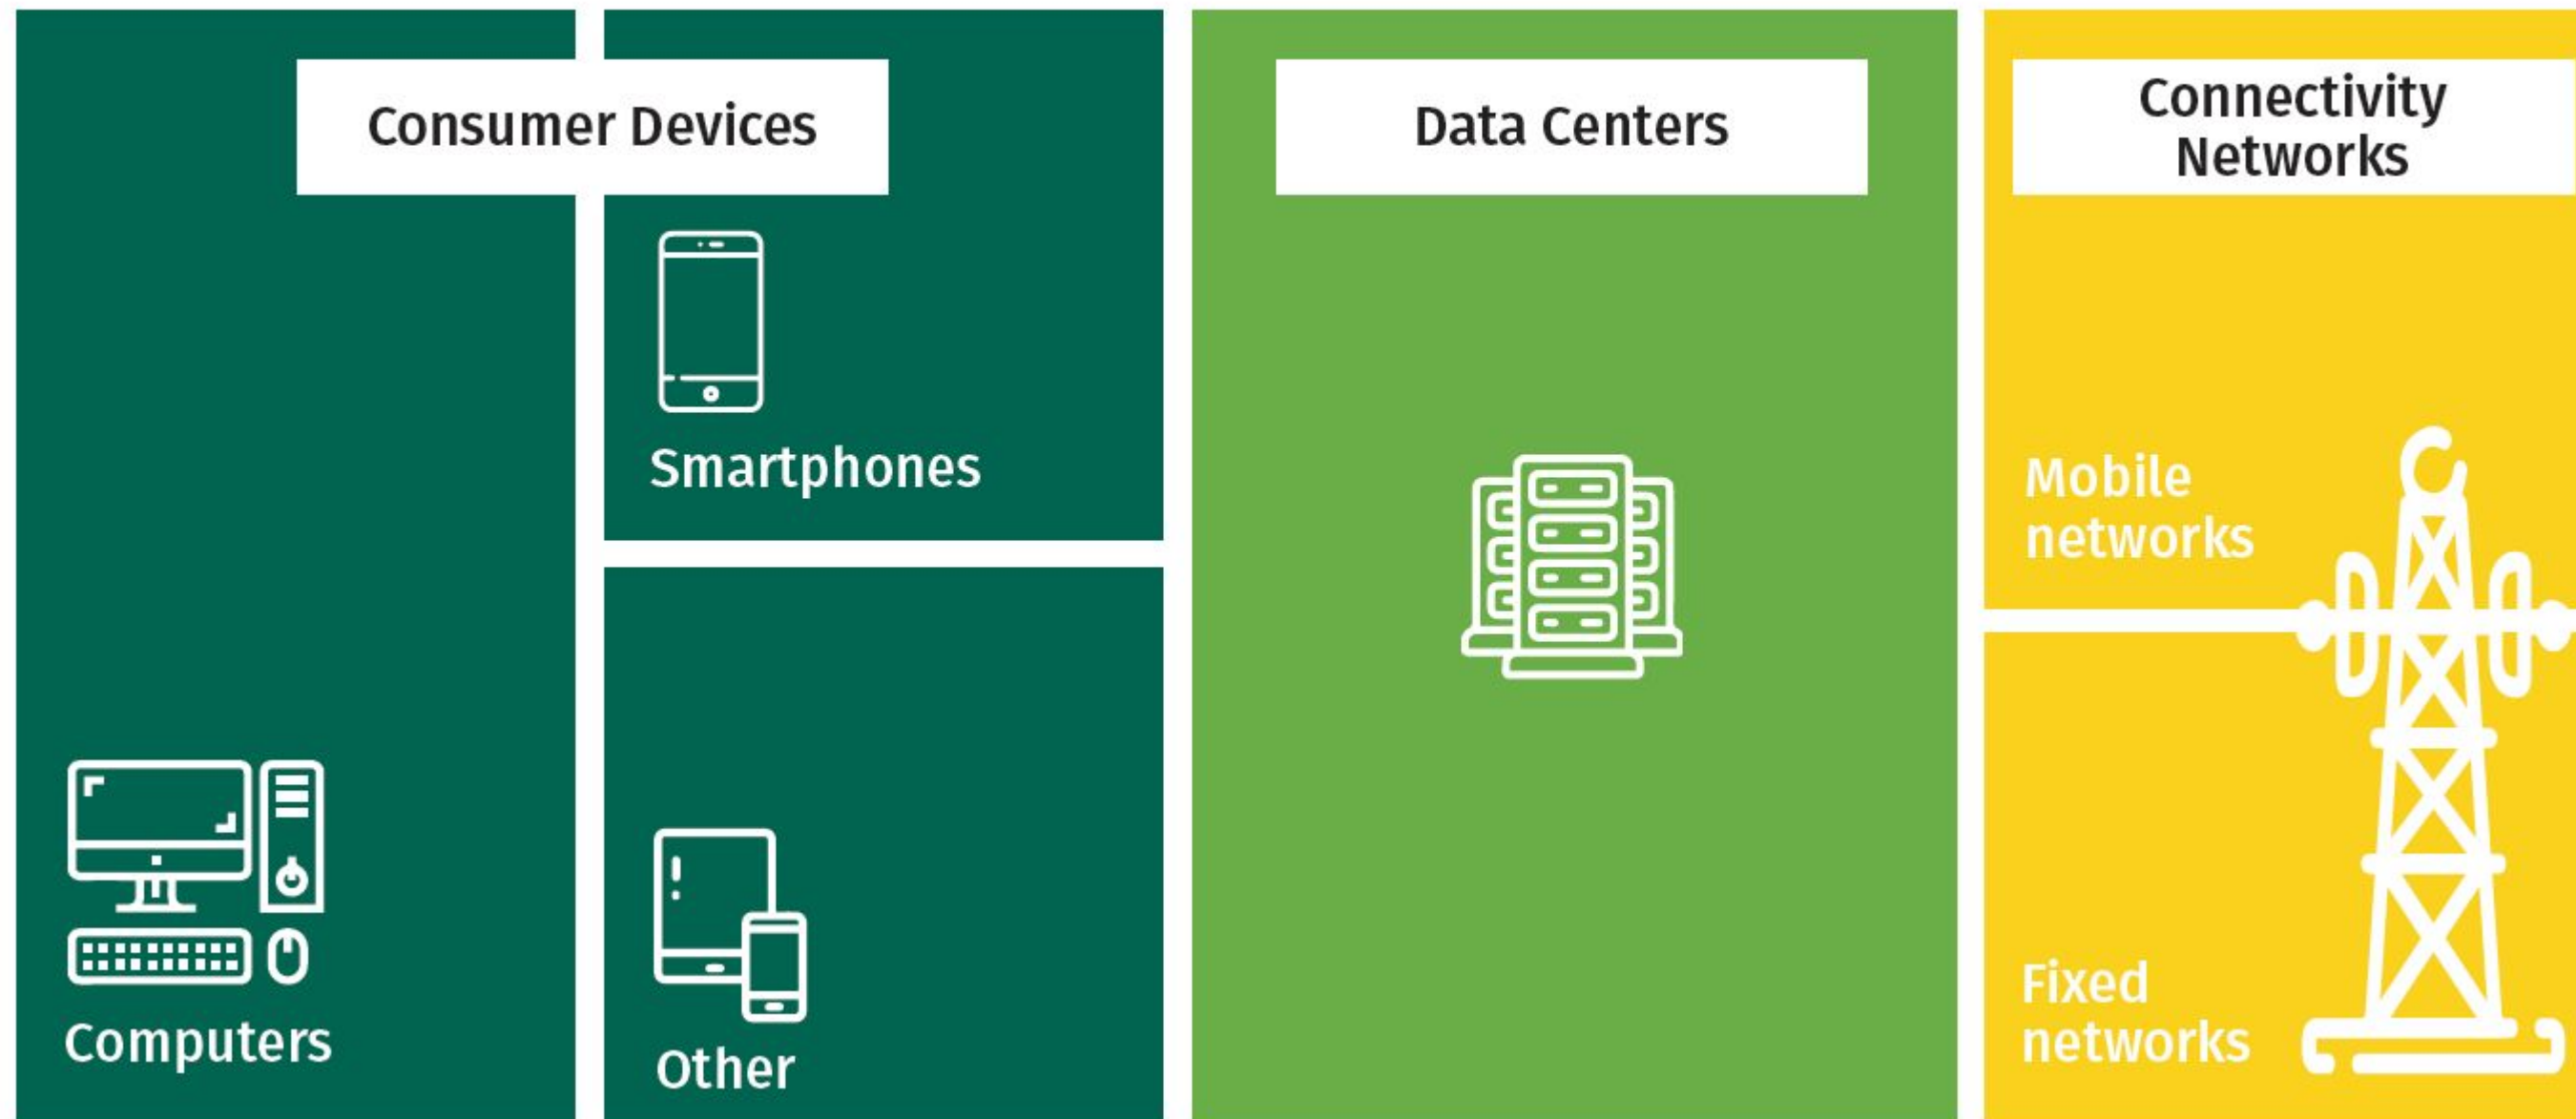 Consumer Devices
Smartphones
Computers
Other
Data Centers
Connectivity
Networks
Mobile
networks
Fixed
networks